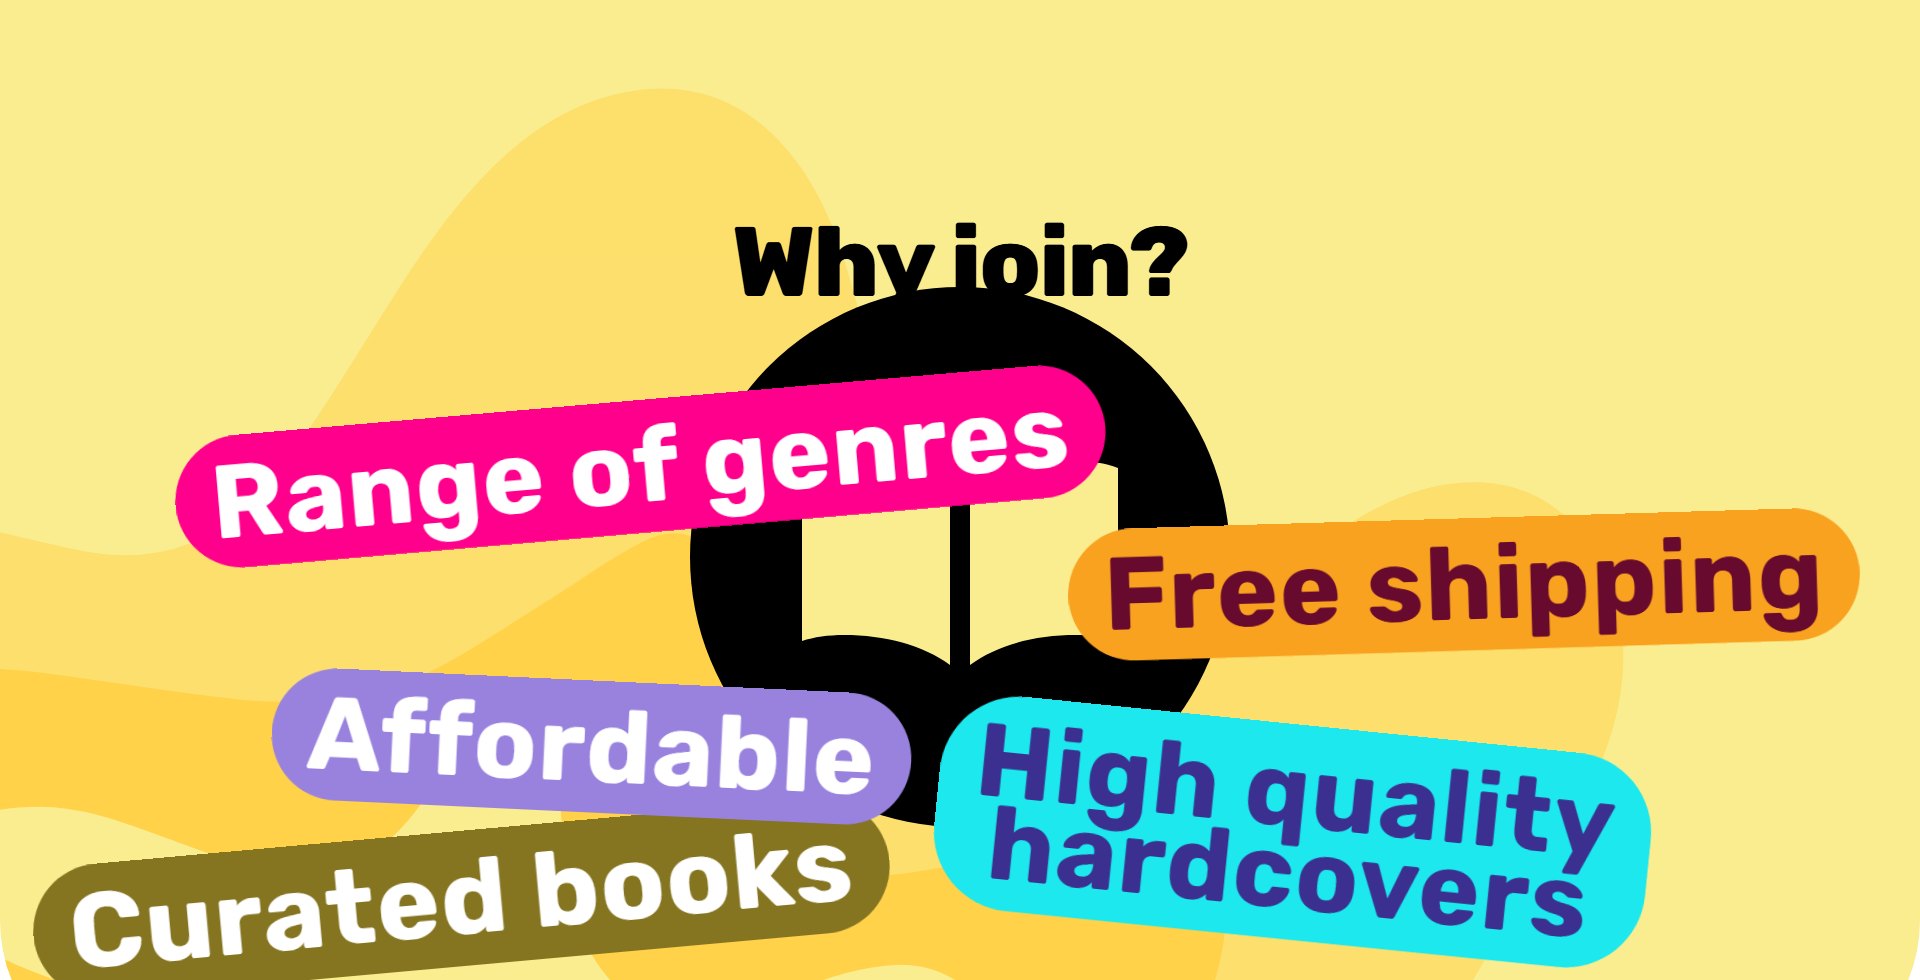 Why join?
Range of genres
Free shipping
Affordable
High quality
hardcovers
Curated books